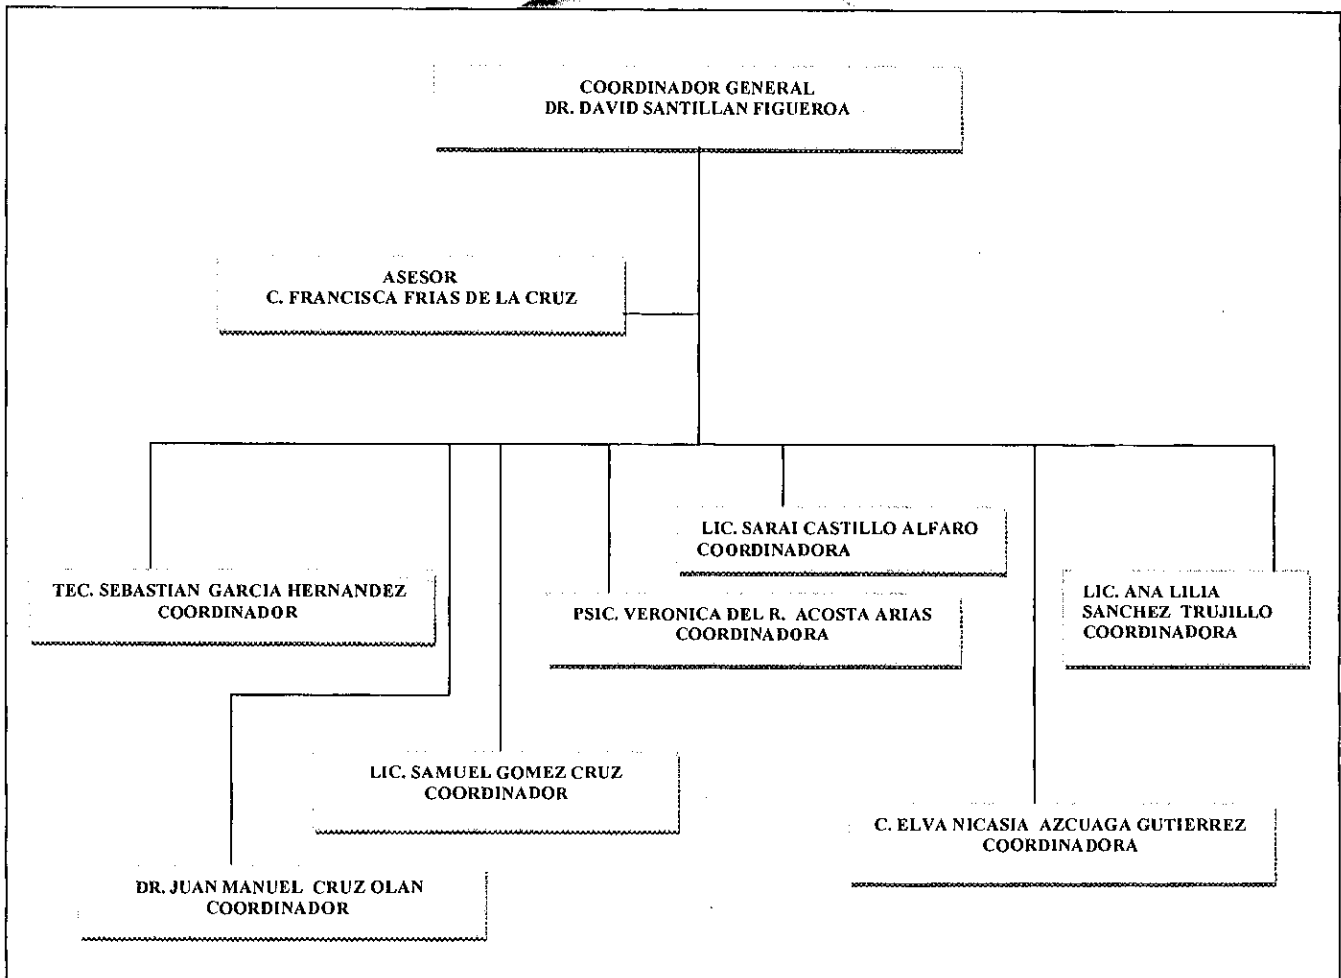 COORDINADOR GENERAL
DR. DAVID SANTILLAN FIGUEROA
ASESOR
C. FRANCISCA FRIAS DE LA CRUZ
LIC. SARAI CASTILLO ALFARO
COORDINADORA
TEC. SEBASTIAN GARCIA HERNANDEZ
COORDINADOR
PSIC. VERONICA DEL R. ACOSTA ARIAS
COORDINADORA
LIC. ANA LILIA
SANCHEZ TRUJILLO
COORDINADORA
LIC. SAMUEL GOMEZ CRUZ
COORDINADOR
C. ELVA NICASIA AZCUAGA GUTIERREZ
COORDINADORA
DR. JUAN MANUEL CRUZ OLAN
COORDINADOR